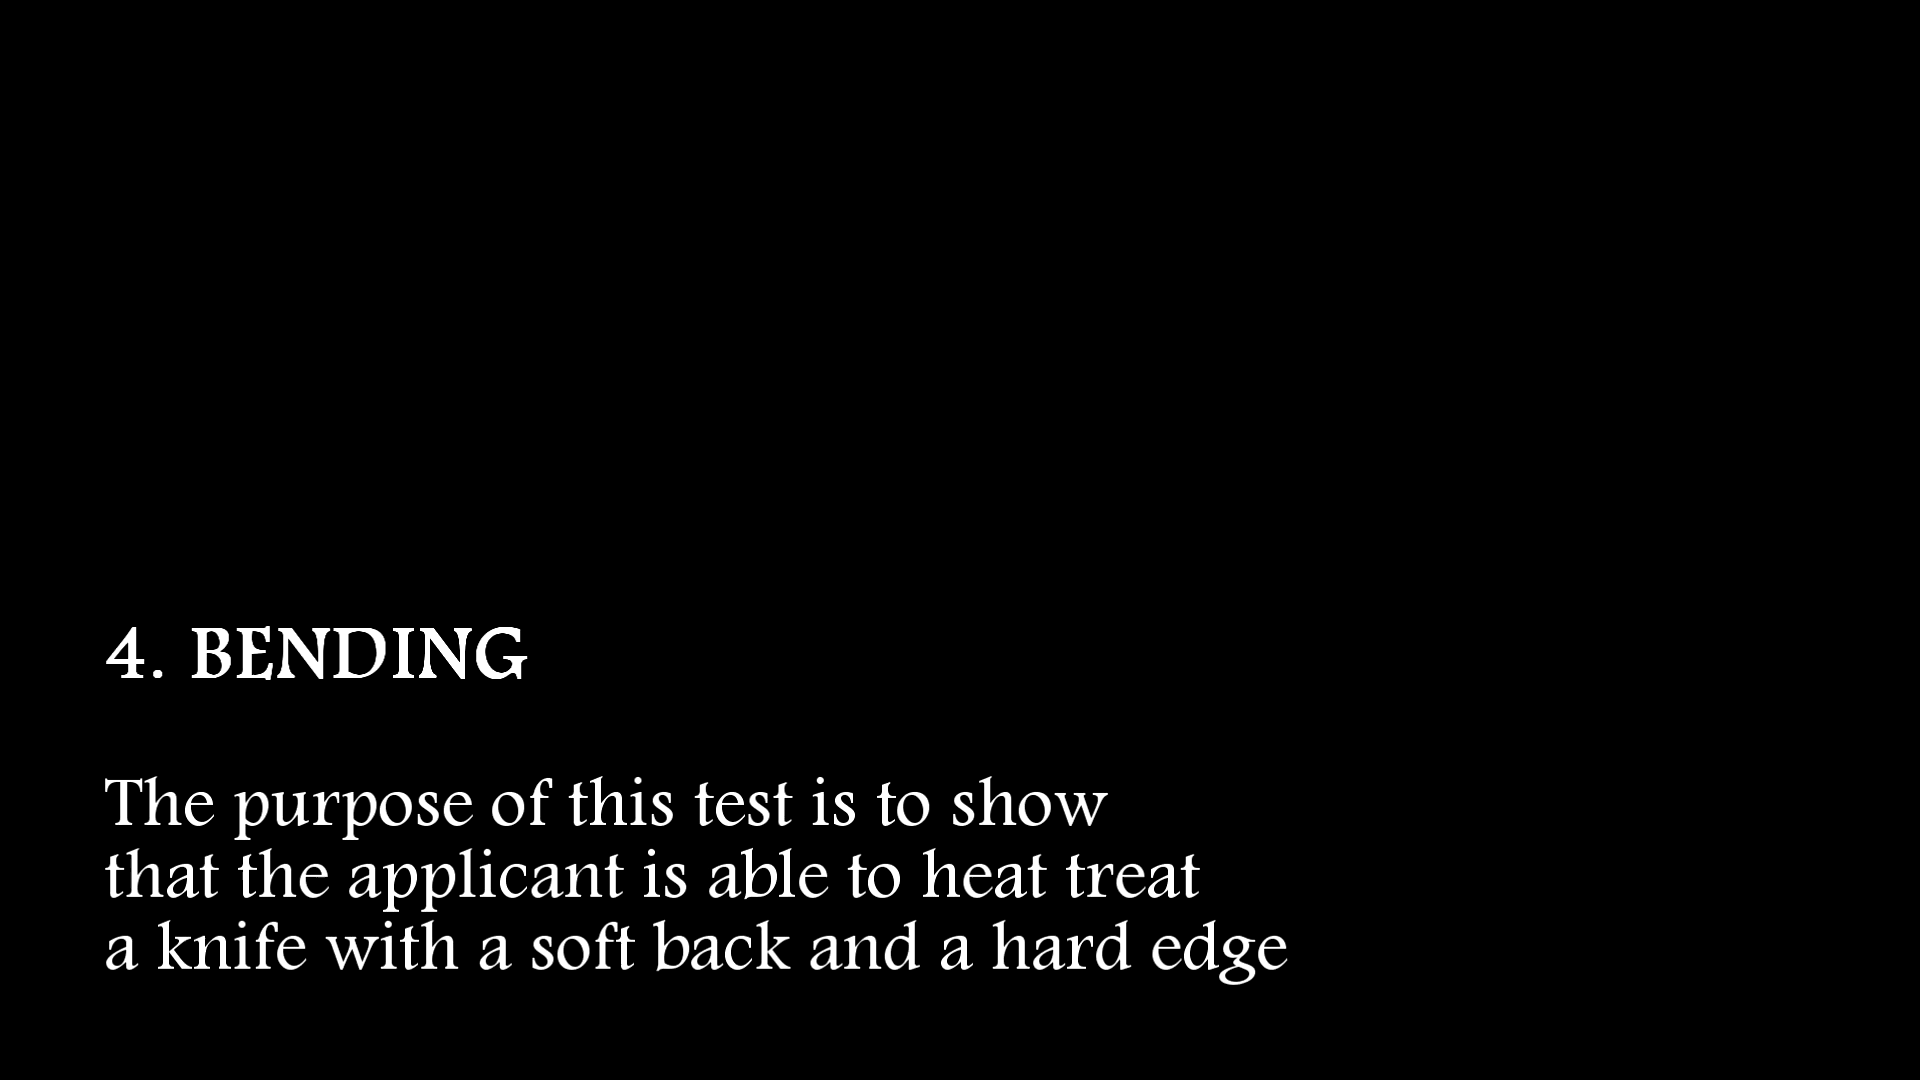 4. BENDING
The purpose of this test is to show
that the applicant is able to heat treat
a knife with a soft back and a hard edge